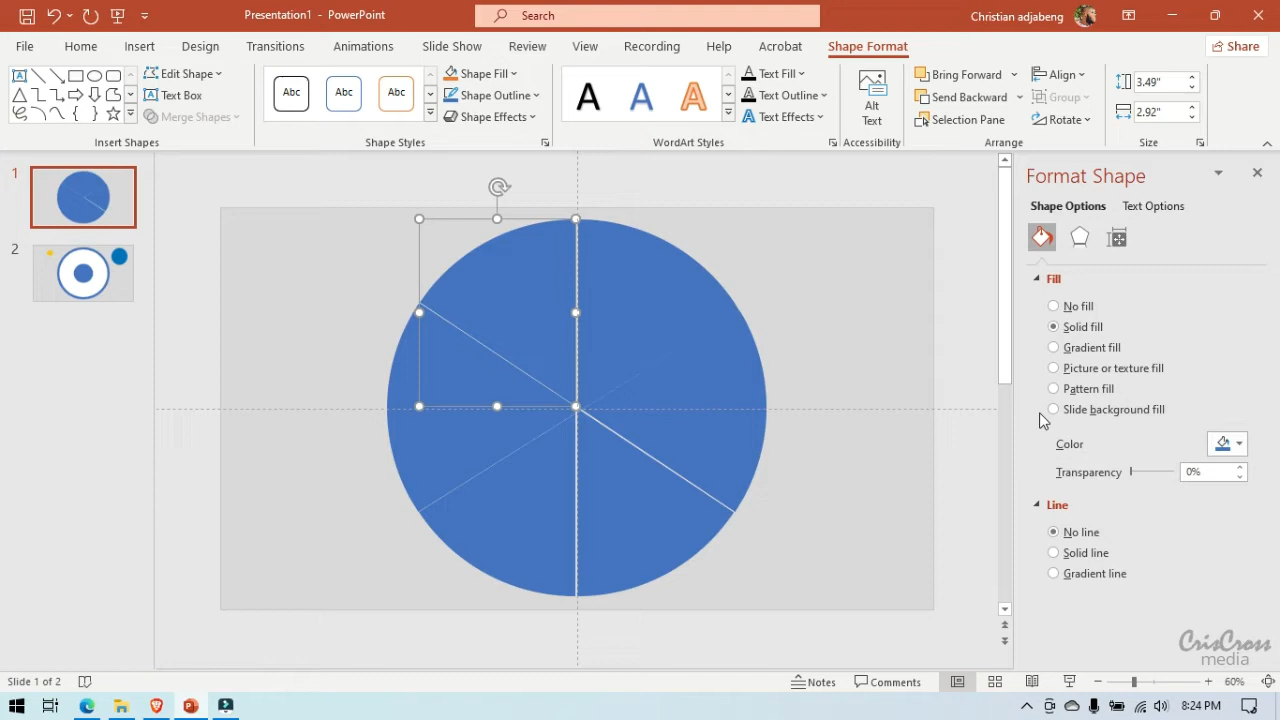 Presentation1 - PowerPoint
Search
Christian adjabeng
File Home Insert Design Transitions Animations Slide Show Review View Recording Help Acrobat Shape Format Share
Edit Shape
Text Box
Merge Shapes
Insert Shapes
Abc Abc Abc
Shape Fill
Shape Outline
Shape Effects
Shape Styles
A A A
Text Fill
Text Outline
Text Effects
WordArt Styles
Alt
Text
Accessibility
Bring Forward
Send Backward
Selection Pane
Align
Group
Rotate
Arrange
3.49"
2.92"
Size
1
2
Format Shape
Shape Options Text Options
Fill
No fill
Solid fill
Gradient fill
Picture or texture fill
Pattern fill
Slide background fill
Color
Transparency 0%
Line
No line
Solid line
Gradient line
CrisCross
media
Slide 1 of 2
Notes Comments 60%
8:24 PM